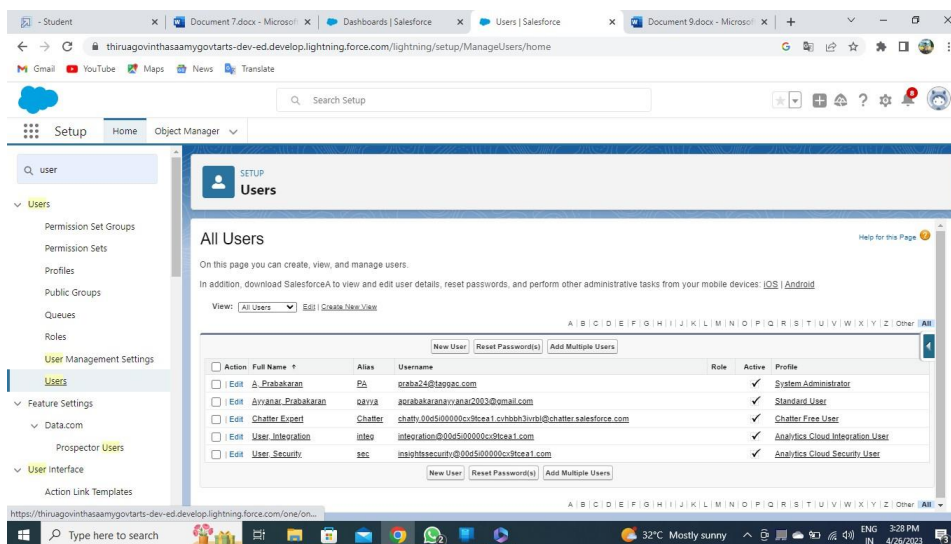 - Student
Document 7.docx - Microsof
Dashboards | Salesforce
Users | Salesforce
Document 9.docx - Microsof
thiruagovinthasaamygovtarts-dev-ed.develop.lightning.force.com/lightning/setup/ManageUsers/home
Gmail YouTube Maps News Translate
Search Setup
8
Setup Home Object Manager
user
Users
Permission Set Groups
Permission Sets
Profiles
Public Groups
Queues
Roles
User Management Settings
Users
Feature Settings
Data.com
Prospector Users
User Interface
Action Link Templates
SETUP
Users
All Users
Help for this Page
On this page you can create, view, and manage users.
In addition, download SalesforceA to view and edit user details, reset passwords, and perform other administrative tasks from your mobile devices: iOS | Android
View: All Users Edit | Create New View
A | B | C | D | E | F | G | H | I | J | K | L | M | N | O | P | Q | R | S | T | U | V | W | X | Y | Z | Other All
New User Reset Password(s) Add Multiple Users
Action Full Name ↑ Alias Username Role Active Profile
Edit A, Prabakaran PA praba24@taggac.com System Administrator
Edit Ayyanar, Prabakaran payya aprabakaranayyanar2003@gmail.com Standard User
Edit Chatter Expert Chatter chatty.00d5i00000cx9tcea1.cvhbbh3ivrbl@chatter.salesforce.com Chatter Free User
Edit User, Integration integ integration@00d5i00000cx9tcea1.com Analytics Cloud Integration User
Edit User, Security sec insightssecurity@00d5i00000cx9tcea1.com Analytics Cloud Security User
New User Reset Password(s) Add Multiple Users
A | B | C | D | E | F | G | H | I | J | K | L | M | N | O | P | Q | R | S | T | U | V | W | X | Y | Z | Other All
https://thiruagovinthasaamygovtarts-dev-ed.develop.lightning.force.com/one/on...
Type here to search
32°C Mostly sunny
ENG
IN
3:28 PM
4/26/2023